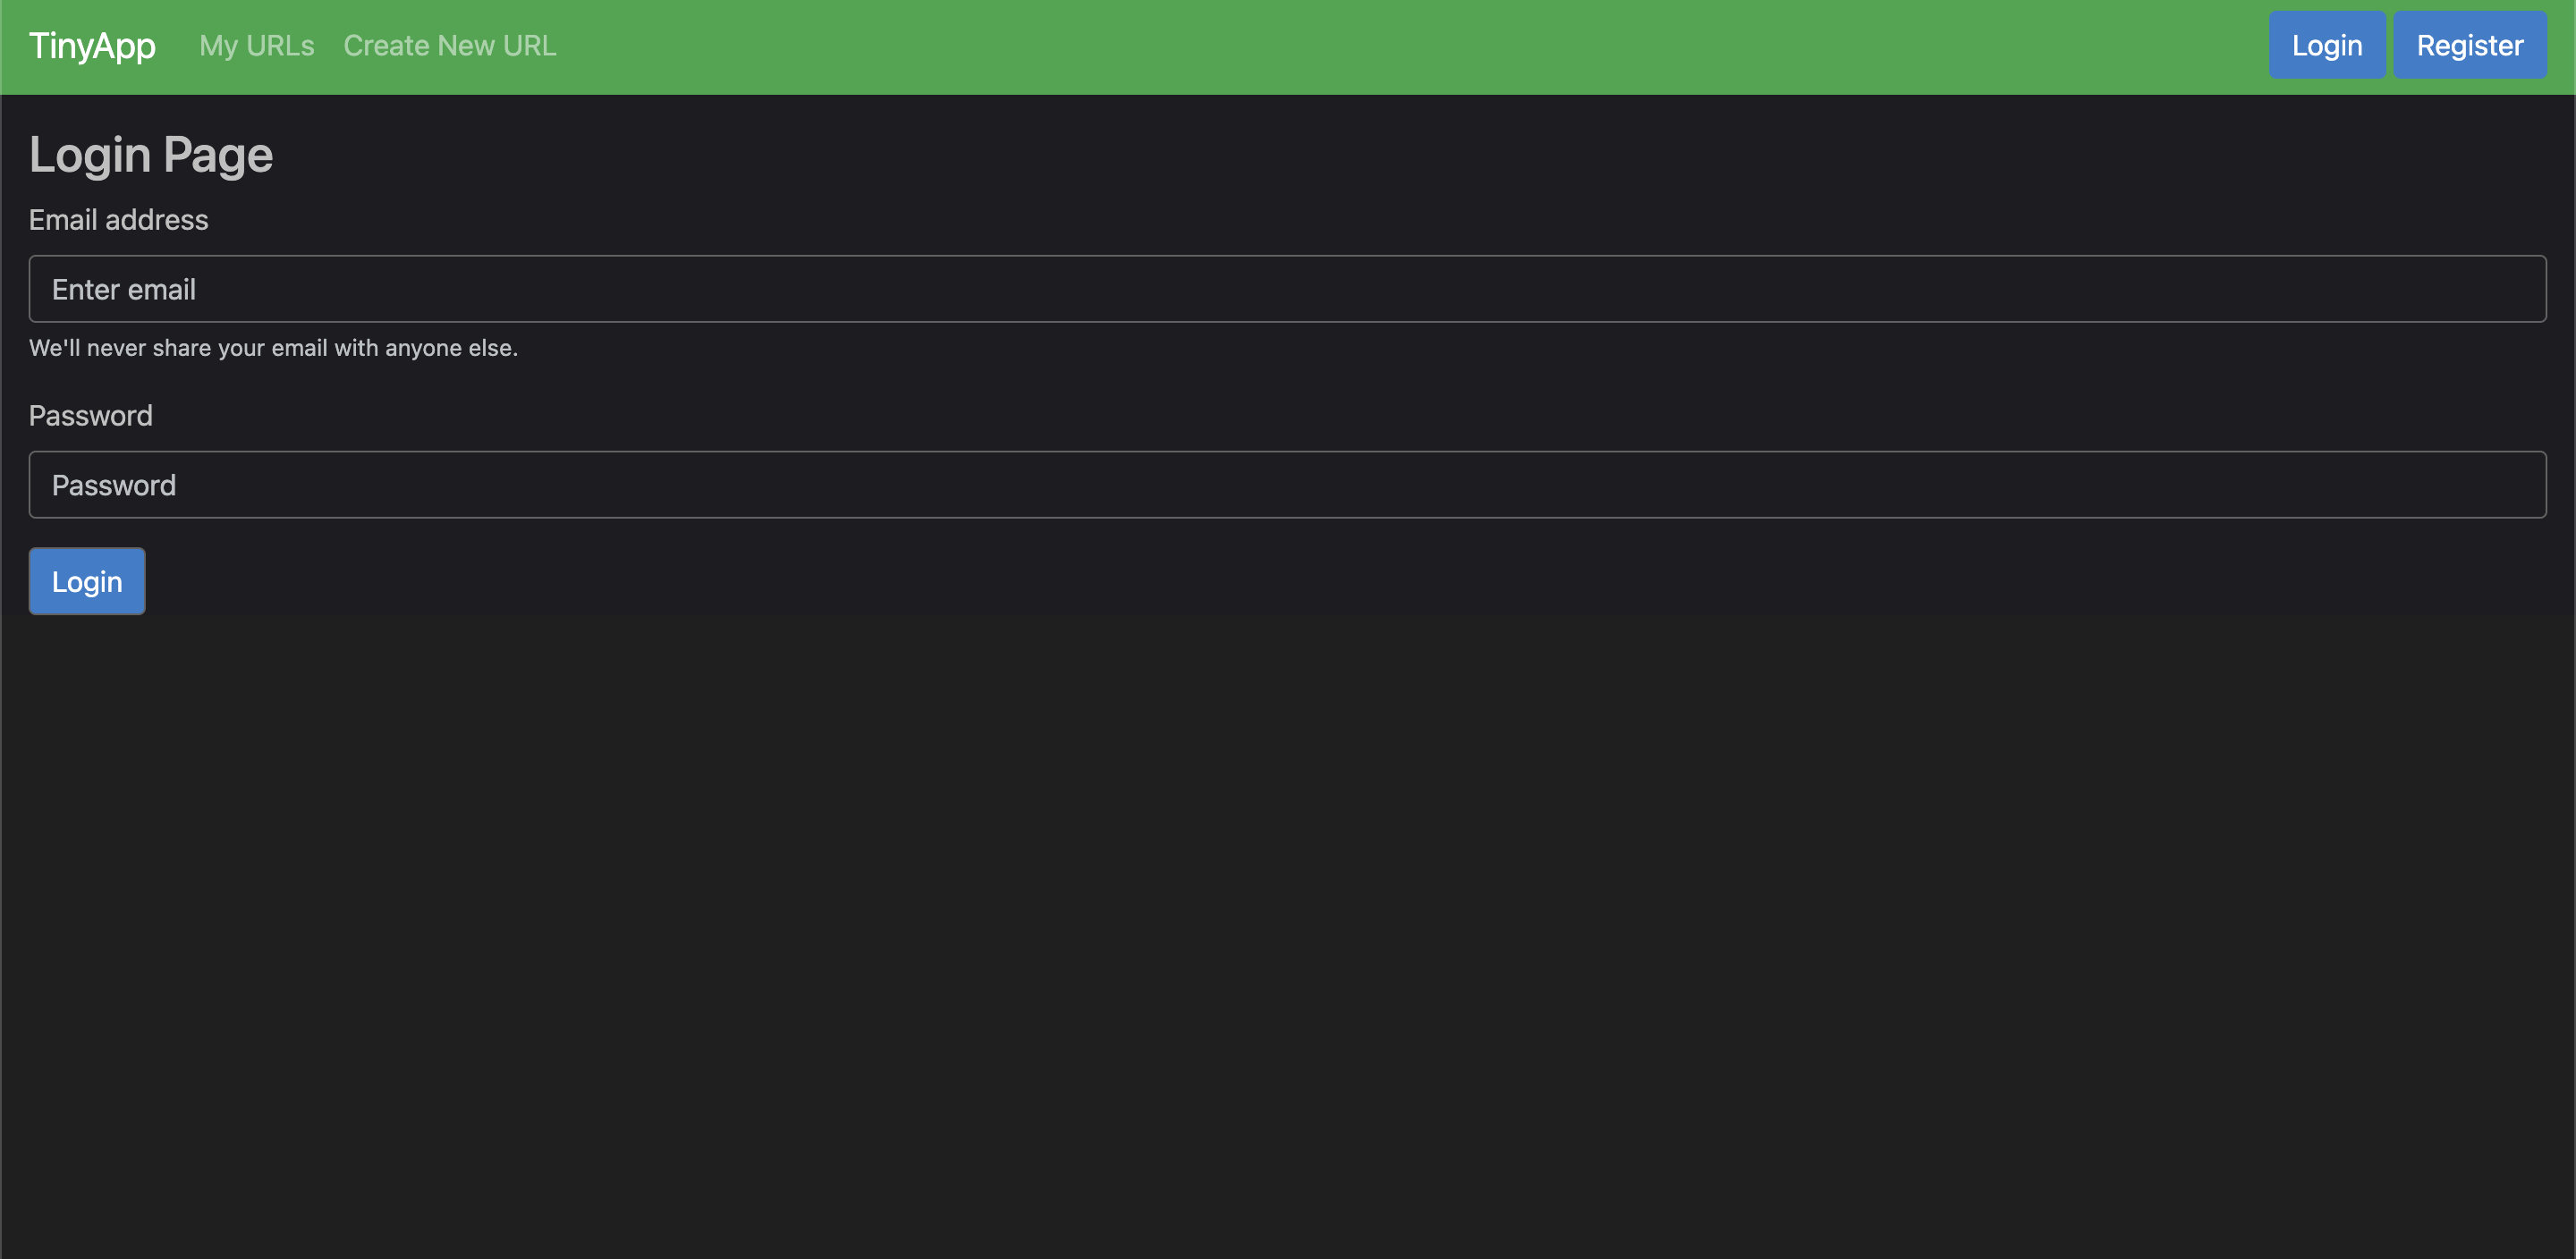 TinyApp My URLs Create New URL Login Register
Login Page
Email address
Enter email
We'll never share your email with anyone else.
Password
Password
Login